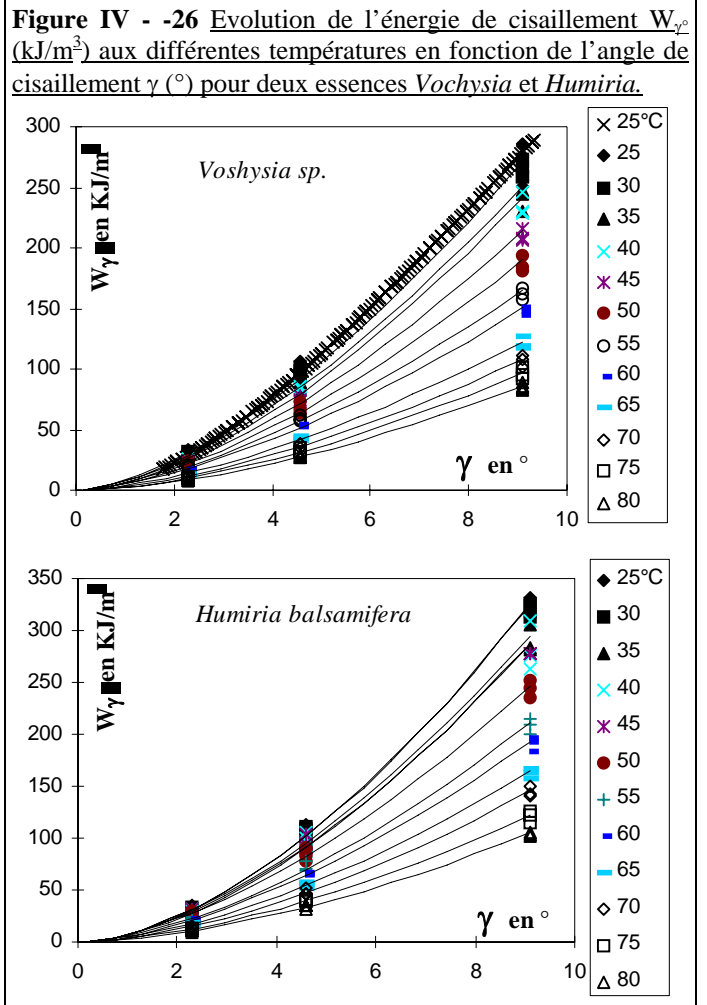 Figure IV - -26 Evolution de l'énergie de cisaillement Wγ°
(kJ/m³) aux différentes températures en fonction de l'angle de
cisaillement γ (°) pour deux essences Vochysia et Humiria.
300
250
200
150
100
50
0
0 2 4 6 8 10
Wγ en KJ/m
Voshysia sp.
γ en °
25°C
25
30
35
40
45
50
55
60
65
70
75
80
350
300
250
200
150
100
50
0
0 2 4 6 8 10
Wγ en KJ/m
Humiria balsamifera
γ en °
25°C
30
35
40
45
50
55
60
65
70
75
80